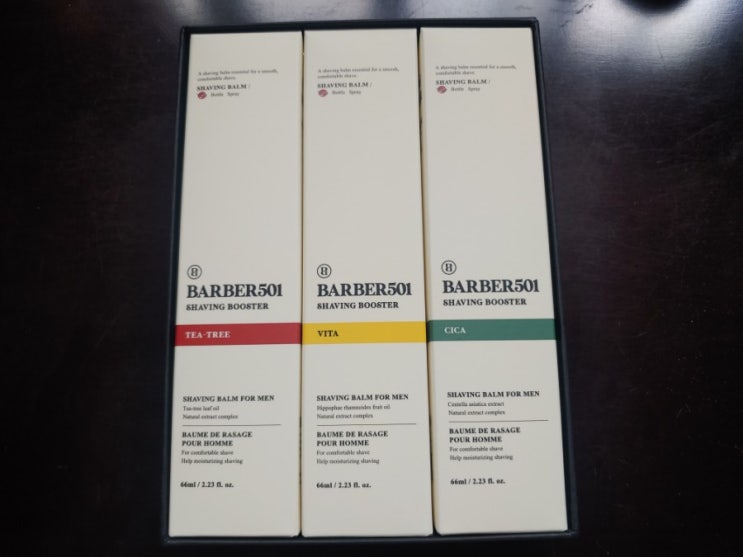 A shaving balm essential for a smooth,
comfortable shave.
SHAVING BALM /
Bottle Spray
BARBER501
SHAVING BOOSTER
TEA-TREE
SHAVING BALM FOR MEN
Tea-tree leaf oil
Natural extract complex
BAUME DE RASAGE
POUR HOMME
For comfortable shave
Help moisturizing shaving
66ml / 2.23 fl. oz.
A shaving balm essential for a smooth,
comfortable shave.
SHAVING BALM /
Bottle Spray
BARBER501
SHAVING BOOSTER
VITA
SHAVING BALM FOR MEN
Hippophae rhamnoides fruit oil
Natural extract complex
BAUME DE RASAGE
POUR HOMME
For comfortable shave
Help moisturizing shaving
66ml / 2.23 fl. oz.
A shaving balm essential for a smooth,
comfortable shave.
SHAVING BALM /
Bottle Spray
BARBER501
SHAVING BOOSTER
CICA
SHAVING BALM FOR MEN
Centella asiatica extract
Natural extract complex
BAUME DE RASAGE
POUR HOMME
For comfortable shave
Help moisturizing shaving
66ml / 2.23 fl. oz.